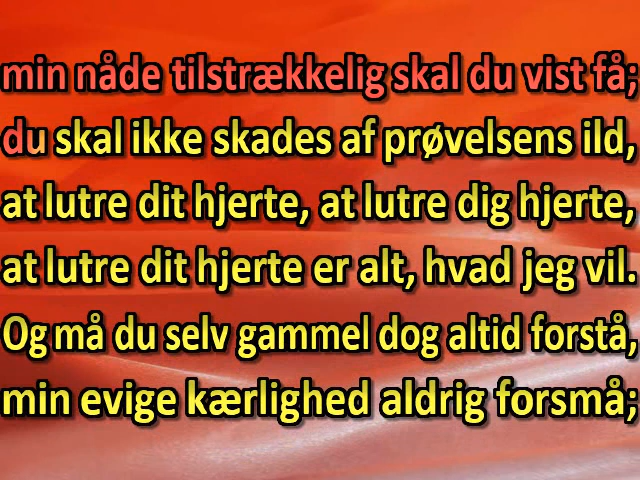 min nåde tilstrækkelig skal du vist få;
du skal ikke skades af prøvelsens ild,
at lutre dit hjerte, at lutre dig hjerte,
at lutre dit hjerte er alt, hvad jeg vil.
Og må du selv gammel dog altid forstå,
min evige kærlighed aldrig forsmå;